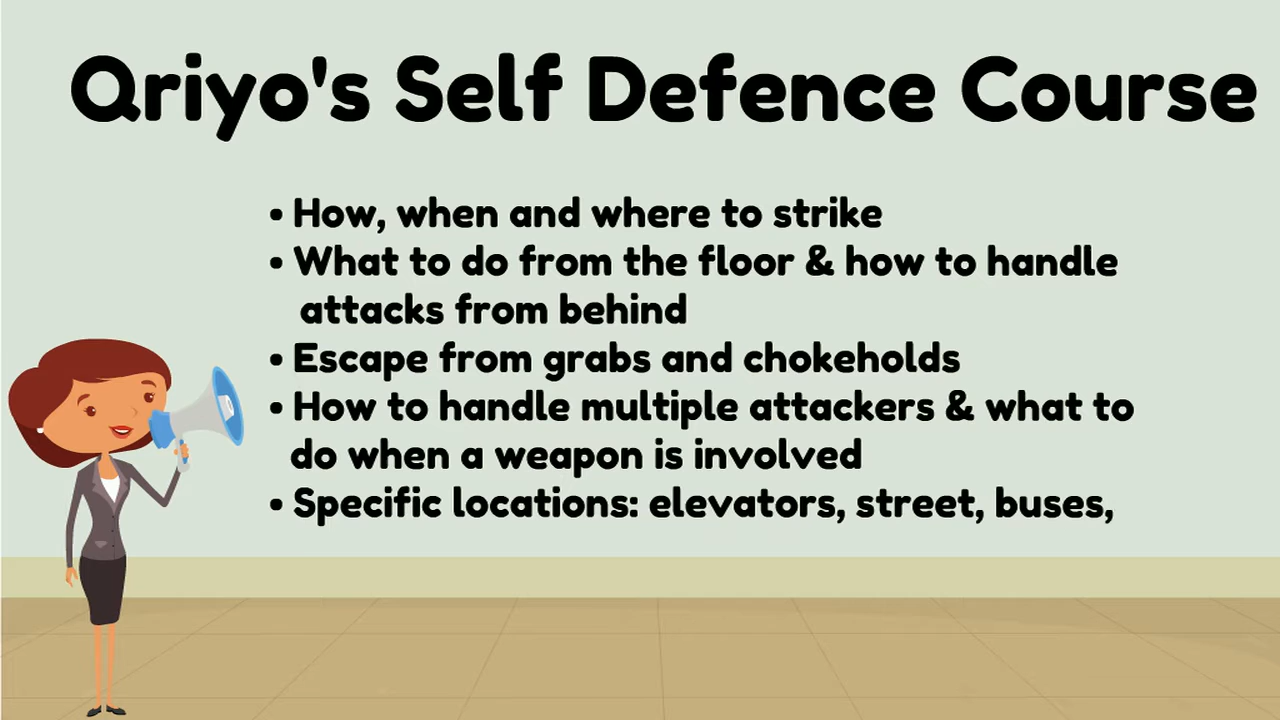 Qriyo's Self Defence Course
• How, when and where to strike
• What to do from the floor & how to handle
attacks from behind
• Escape from grabs and chokeholds
• How to handle multiple attackers & what to
do when a weapon is involved
• Specific locations: elevators, street, buses,